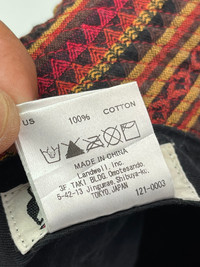 US 100% COTTON
MADE IN CHINA
Landwell.Inc.
3F TAKI BLDG. Omotesando,
5-42-13 Jingumae Shibuya-ku,
TOKYO, JAPAN 121-0003